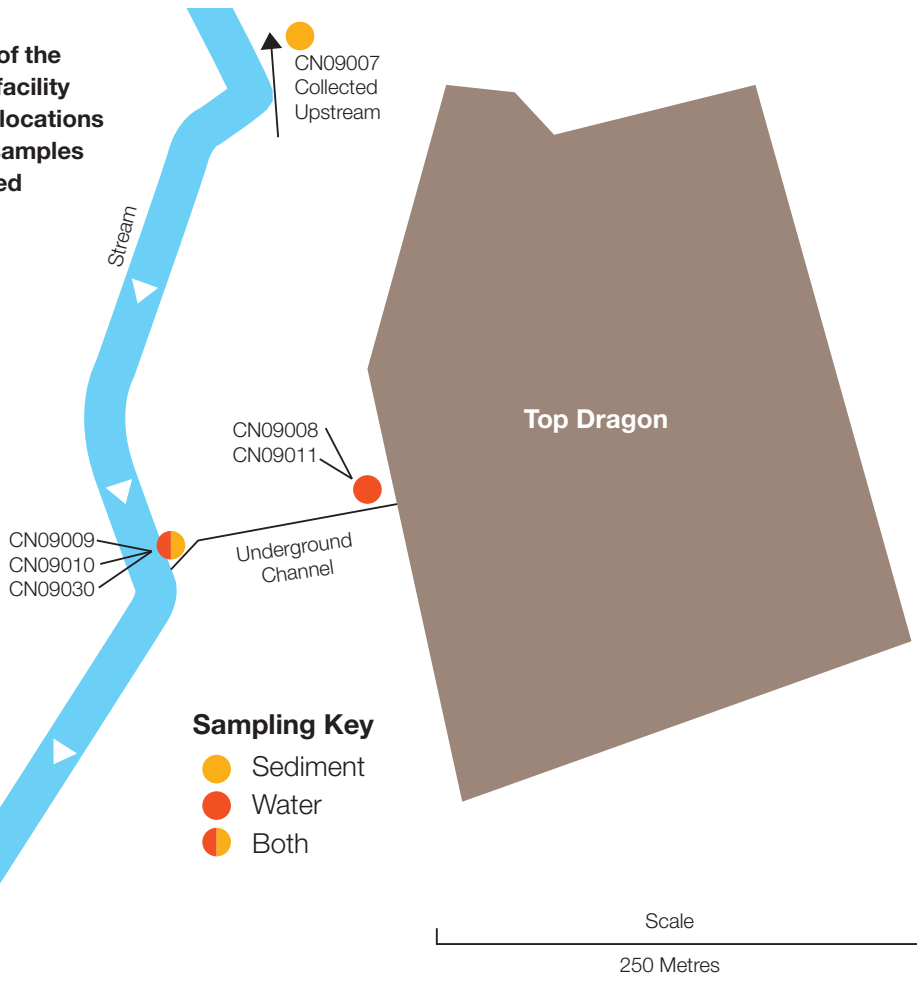 of the
facility
locations
samples
ed
CN09007
Collected
Upstream
Stream
CN09008
CN09011
Top Dragon
CN09009
CN09010
CN09030
Underground
Channel
Sampling Key
Sediment
Water
Both
Scale
250 Metres